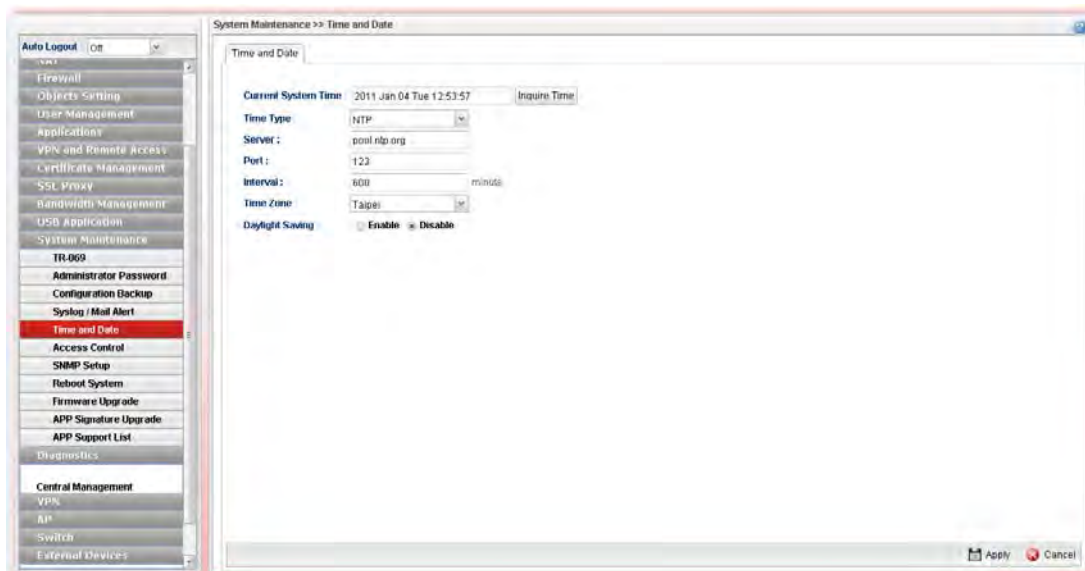 System Maintenance >> Time and Date
Auto Logout Off
NAT
Firewall
Objects Setting
User Management
Applications
VPN and Remote Access
Certificate Management
SSL Proxy
Bandwidth Management
USB Application
System Maintenance
TR-069
Administrator Password
Configuration Backup
Syslog / Mail Alert
Time and Date
Access Control
SNMP Setup
Reboot System
Firmware Upgrade
APP Signature Upgrade
APP Support List
Diagnostics
Central Management
VPN
AP
Switch
External Devices
Time and Date
Current System Time 2011 Jan 04 Tue 12:53:57 Inquire Time
Time Type NTP
Server : pool.ntp.org
Port : 123
Interval : 600 minute
Time Zone Taipei
Daylight Saving Enable Disable
Apply Cancel